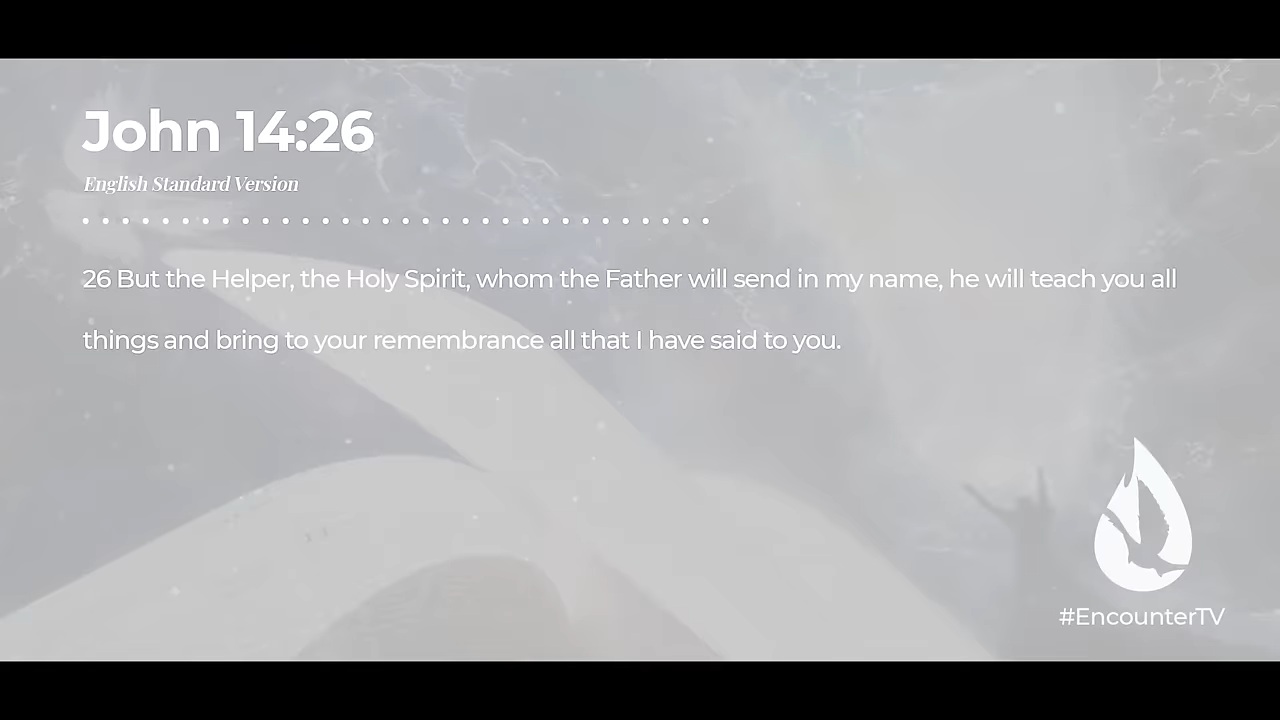 John 14:26
English Standard Version
26 But the Helper, the Holy Spirit, whom the Father will send in my name, he will teach you all
things and bring to your remembrance all that I have said to you.
#EncounterTV